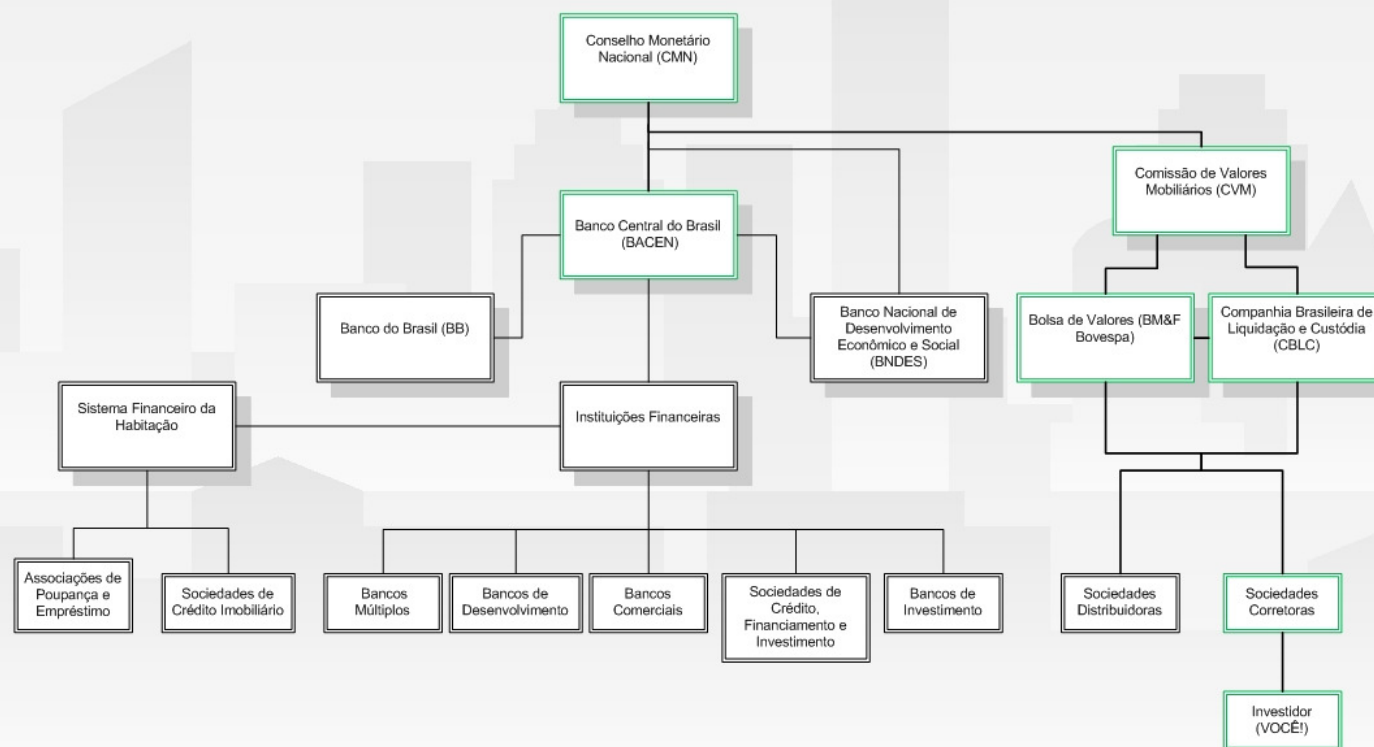 Conselho Monetário
Nacional (CMN)
Comissão de Valores
Mobiliários (CVM)
Banco Central do Brasil
(BACEN)
Banco do Brasil (BB)
Banco Nacional de
Desenvolvimento
Econômico e Social
(BNDES)
Bolsa de Valores (BM&F
Bovespa)
Companhia Brasileira de
Liquidação e Custódia
(CBLC)
Sistema Financeiro da
Habitação
Instituições Financeiras
Associações de
Poupança e
Empréstimo
Sociedades de
Crédito Imobiliário
Bancos
Múltiplos
Bancos de
Desenvolvimento
Bancos
Comerciais
Sociedades de
Crédito,
Financiamento e
Investimento
Bancos de
Investimento
Sociedades
Distribuidoras
Sociedades
Corretoras
Investidor
(VOCÊ!)